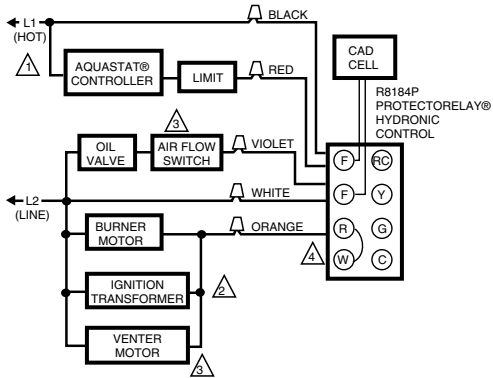 L1
(HOT)
BLACK
1
AQUASTAT®
CONTROLLER
LIMIT
RED
CAD
CELL
R8184P
PROTECTORELAY®
HYDRONIC
CONTROL
3
OIL
VALVE
AIR FLOW
SWITCH
VIOLET
F
RC
L2
(LINE)
WHITE
F
Y
BURNER
MOTOR
ORANGE
R
G
4
W
C
IGNITION
TRANSFORMER
2
VENTER
MOTOR
3